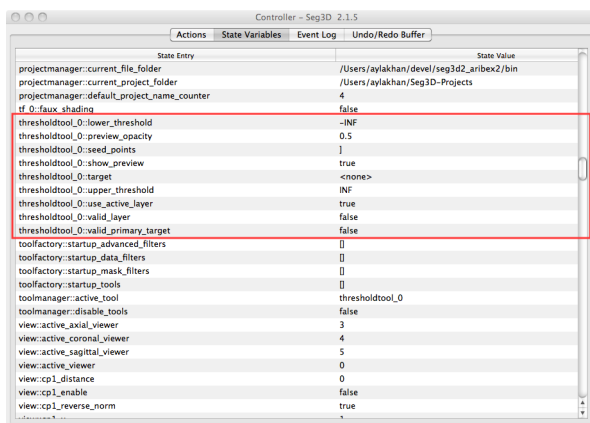 Controller – Seg3D 2.1.5
Actions State Variables Event Log Undo/Redo Buffer
State Entry State Value
projectmanager::current_file_folder /Users/aylakhan/devel/seg3d2_aribex2/bin
projectmanager::current_project_folder /Users/aylakhan/Seg3D-Projects
projectmanager::default_project_name_counter 4
tf_0::faux_shading false
thresholdtool_0::lower_threshold -INF
thresholdtool_0::preview_opacity 0.5
thresholdtool_0::seed_points ]
thresholdtool_0::show_preview true
thresholdtool_0::target <none>
thresholdtool_0::upper_threshold INF
thresholdtool_0::use_active_layer true
thresholdtool_0::valid_layer false
thresholdtool_0::valid_primary_target false
toolfactory::startup_advanced_filters []
toolfactory::startup_data_filters []
toolfactory::startup_mask_filters []
toolfactory::startup_tools []
toolmanager::active_tool thresholdtool_0
toolmanager::disable_tools false
view::active_axial_viewer 3
view::active_coronal_viewer 4
view::active_sagittal_viewer 5
view::active_viewer 0
view::cp1_distance 0
view::cp1_enable false
view::cp1_reverse_norm true